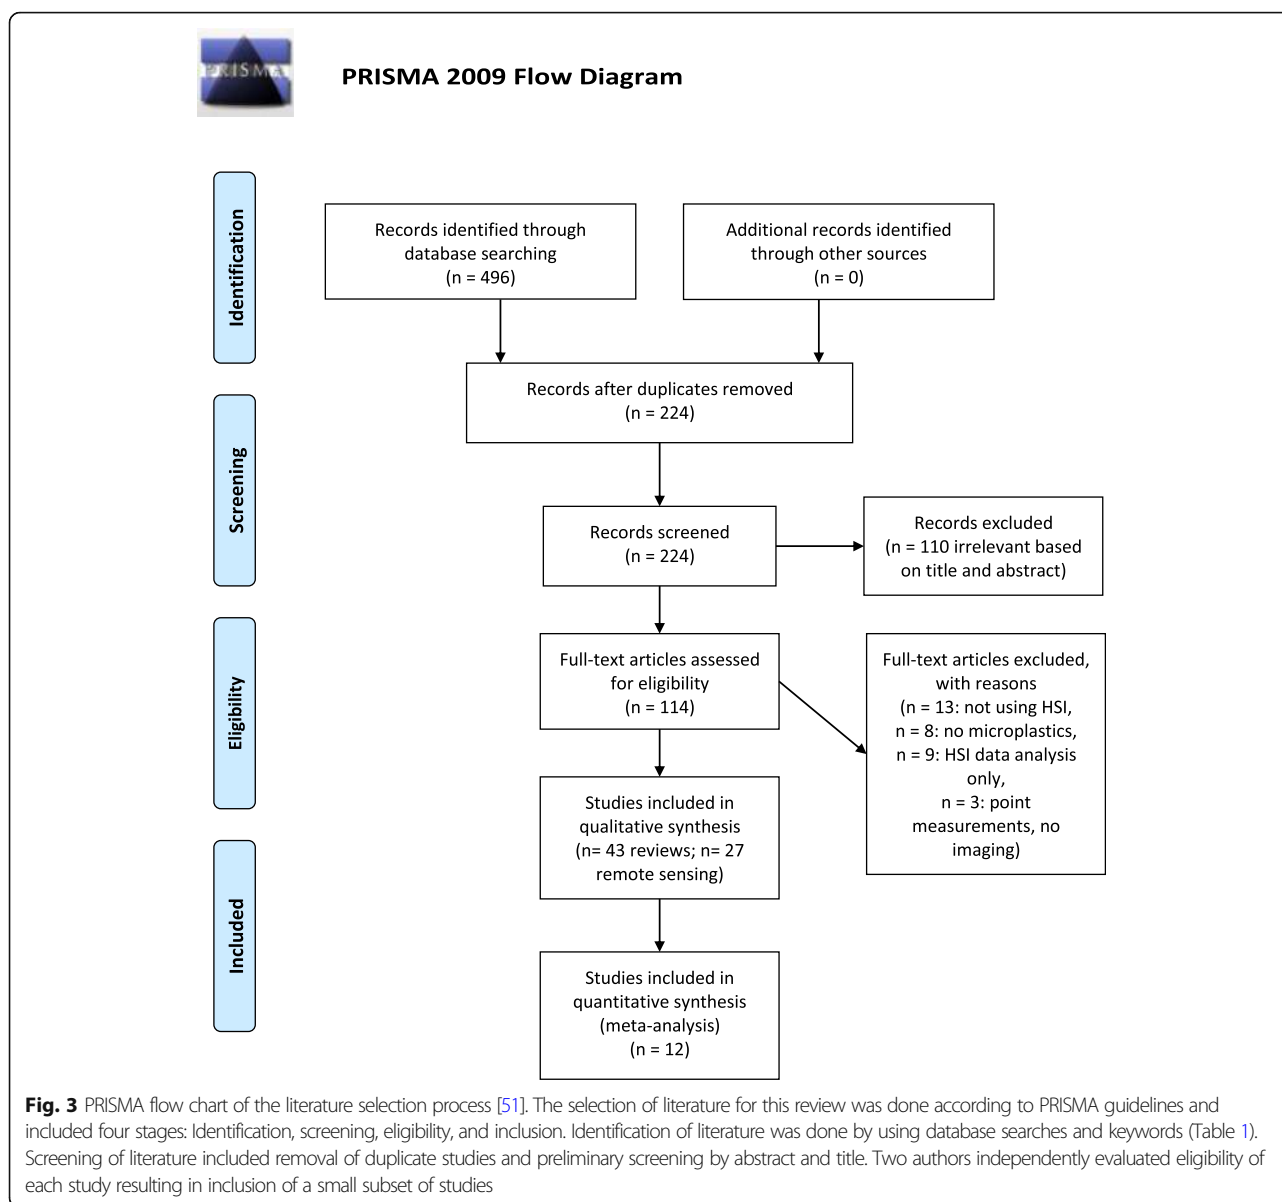 PRISMA
PRISMA 2009 Flow Diagram
Identification
Records identified through
database searching
(n = 496)
Additional records identified
through other sources
(n = 0)
Records after duplicates removed
(n = 224)
Screening
Records screened
(n = 224)
Records excluded
(n = 110 irrelevant based
on title and abstract)
Eligibility
Full-text articles assessed
for eligibility
(n = 114)
Full-text articles excluded,
with reasons
(n = 13: not using HSI,
n = 8: no microplastics,
n = 9: HSI data analysis
only,
n = 3: point
measurements, no
imaging)
Studies included in
qualitative synthesis
(n= 43 reviews; n= 27
remote sensing)
Included
Studies included in
quantitative synthesis
(meta-analysis)
(n = 12)
Fig. 3 PRISMA flow chart of the literature selection process [51]. The selection of literature for this review was done according to PRISMA guidelines and
included four stages: Identification, screening, eligibility, and inclusion. Identification of literature was done by using database searches and keywords (Table 1).
Screening of literature included removal of duplicate studies and preliminary screening by abstract and title. Two authors independently evaluated eligibility of
each study resulting in inclusion of a small subset of studies